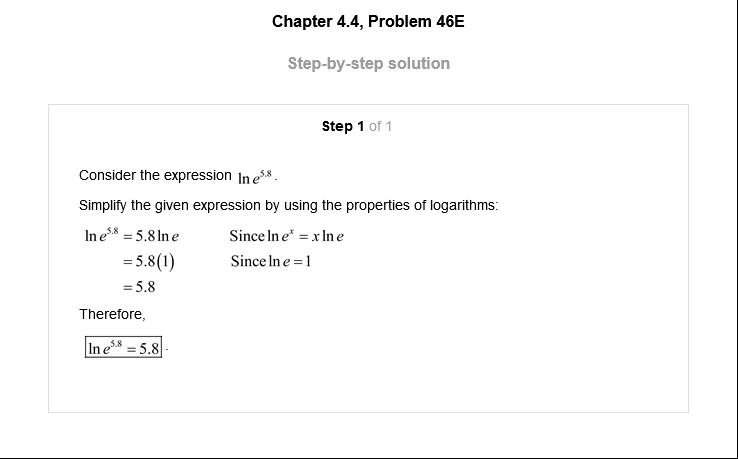 Chapter 4.4, Problem 46E
Step-by-step solution
Step 1 of 1
Consider the expression ln e^5.8.
Simplify the given expression by using the properties of logarithms:
ln e^5.8 = 5.8 ln e Since ln e^x = x ln e
= 5.8(1) Since ln e = 1
= 5.8
Therefore,
ln e^5.8 = 5.8.